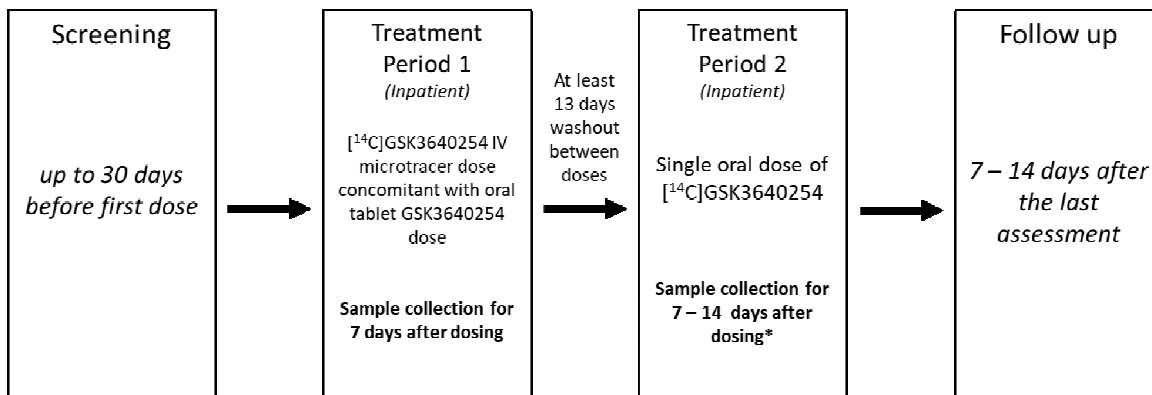 Screening
up to 30 days
before first dose
Treatment
Period 1
(Inpatient)
[¹⁴C]GSK3640254 IV
microtracer dose
concomitant with oral
tablet GSK3640254
dose
Sample collection for
7 days after dosing
At least
13 days
washout
between
doses
Treatment
Period 2
(Inpatient)
Single oral dose of
[¹⁴C]GSK3640254
Sample collection for
7 – 14 days after
dosing*
Follow up
7 – 14 days after
the last
assessment